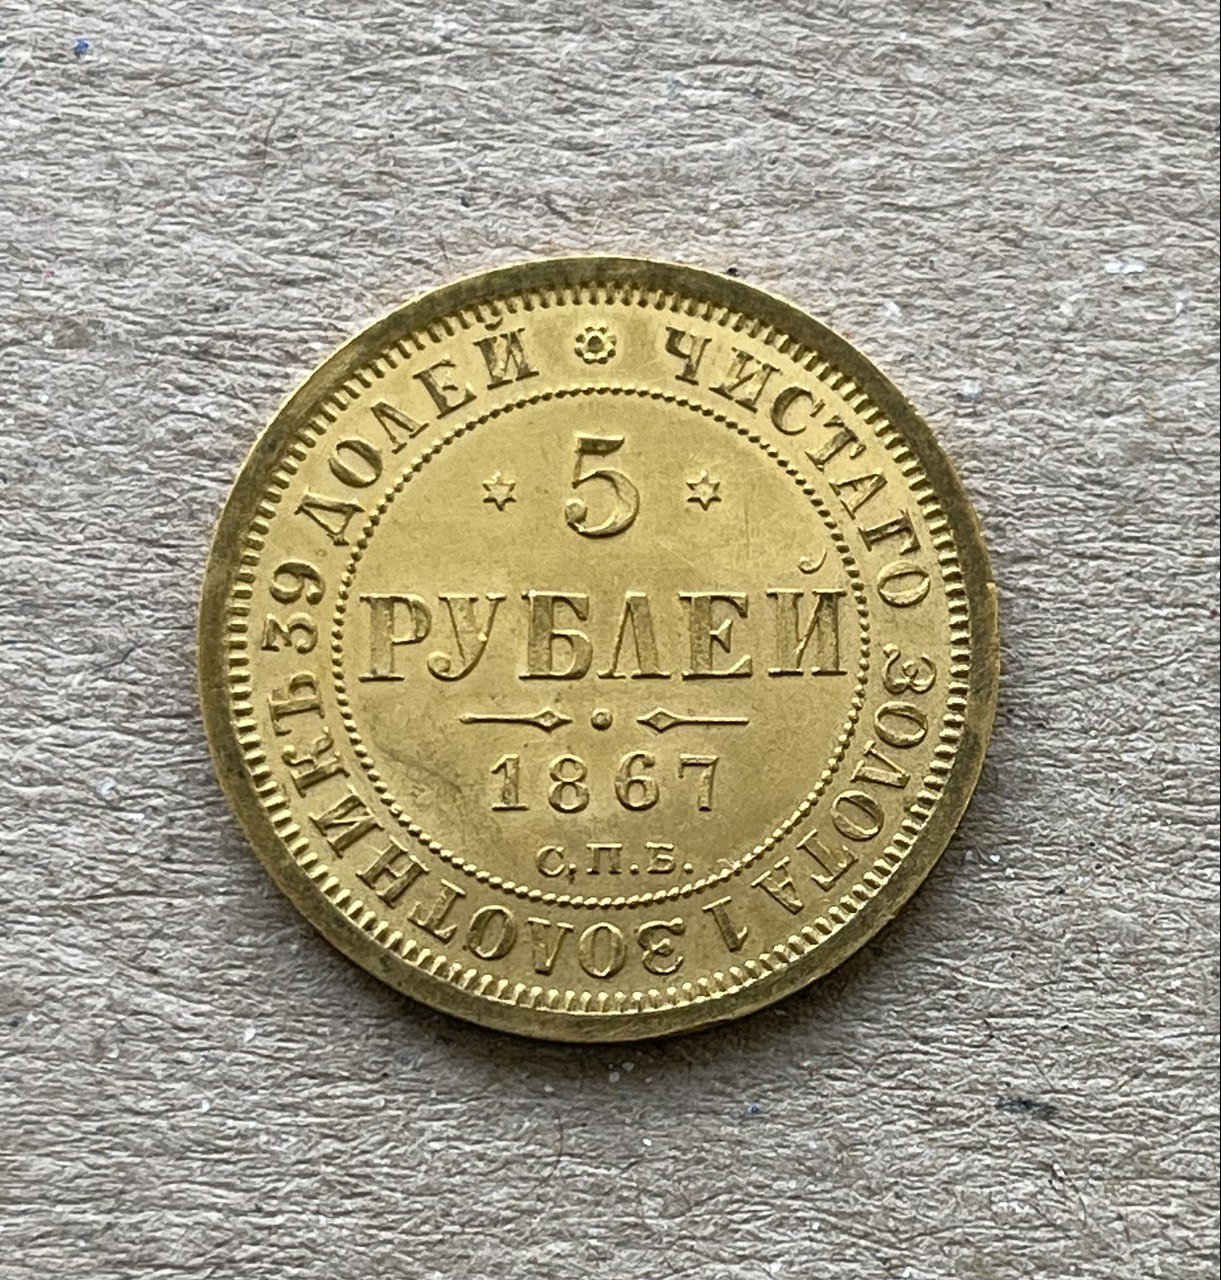 ЧИСТАГО ЗОЛОТА 1 ЗОЛОТНИКЪ 39 ДОЛЕЙ
5
РУБЛЕЙ
1867
С.П.Б.